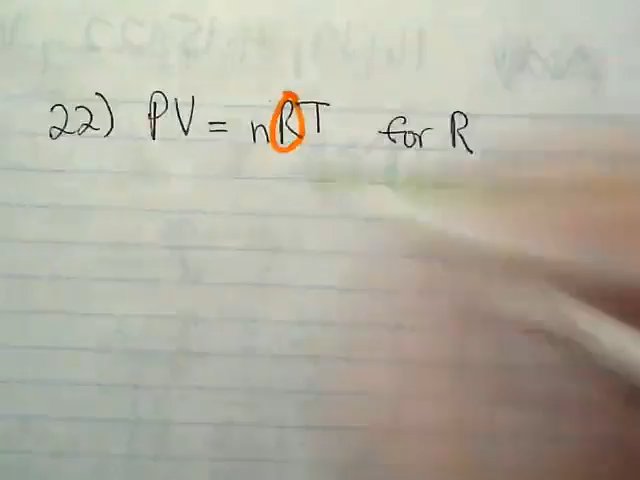 22) PV = nRT for R